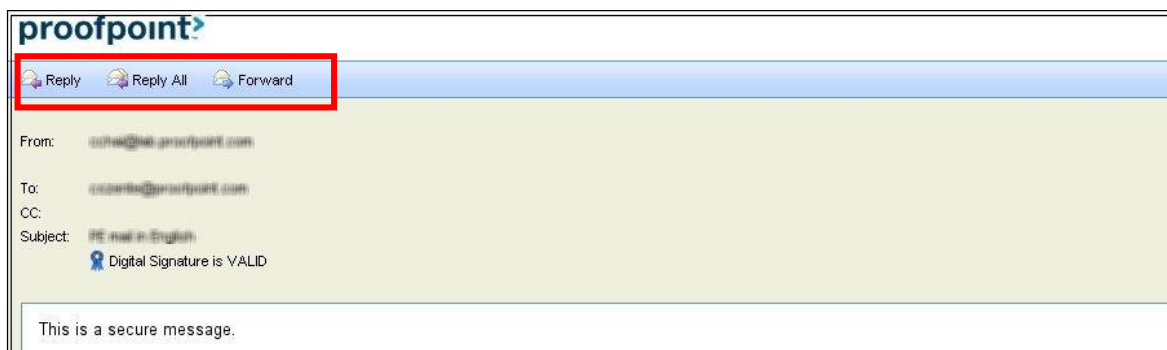 proofpoint
Reply Reply All Forward
From:
To:
CC:
Subject:
Digital Signature is VALID
This is a secure message.